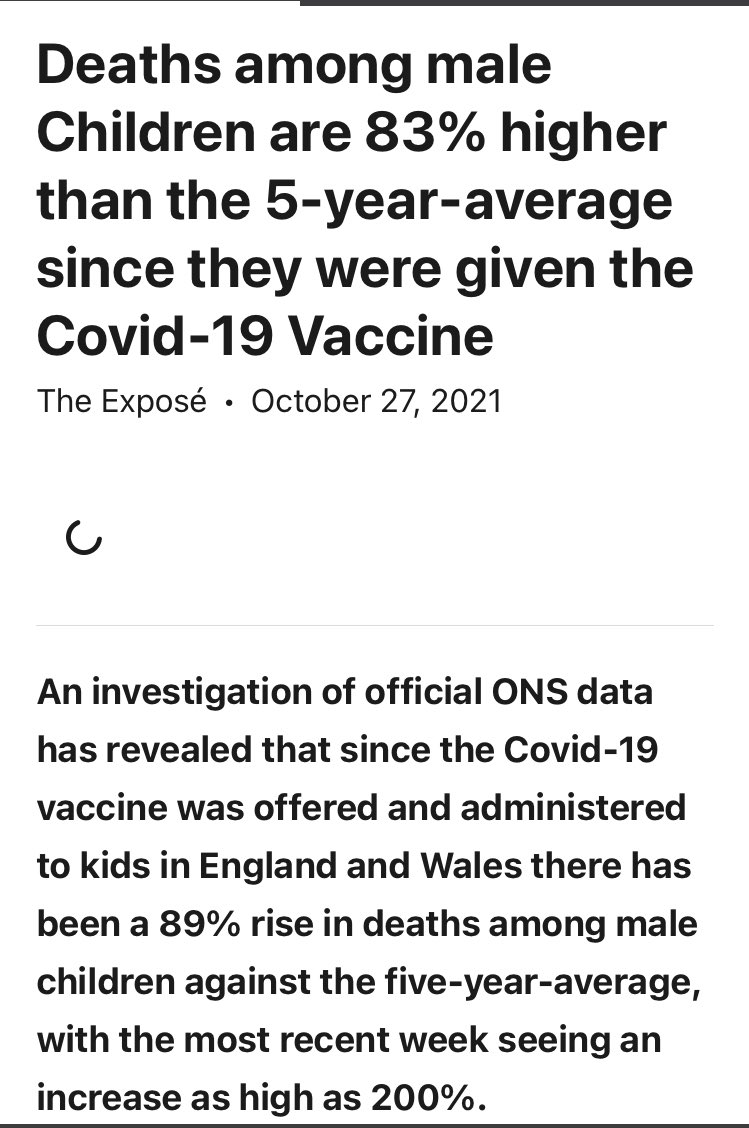 Deaths among male
Children are 83% higher
than the 5-year-average
since they were given the
Covid-19 Vaccine
The Exposé • October 27, 2021
An investigation of official ONS data
has revealed that since the Covid-19
vaccine was offered and administered
to kids in England and Wales there has
been a 89% rise in deaths among male
children against the five-year-average,
with the most recent week seeing an
increase as high as 200%.